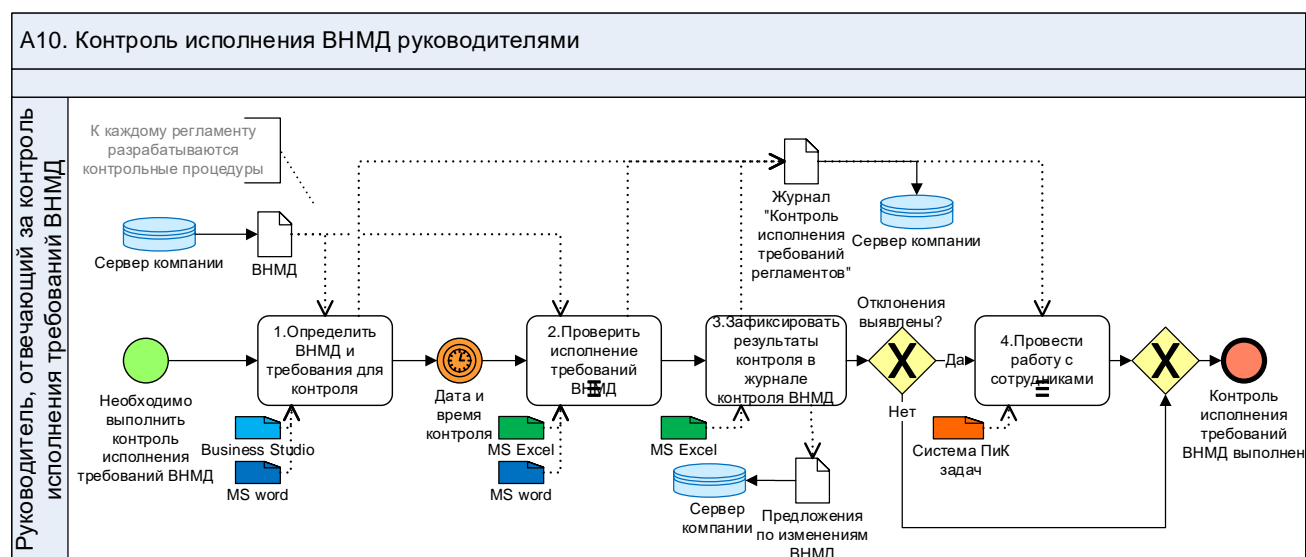 А10. Контроль исполнения ВНМД руководителями
Руководитель, отвечающий за контроль
исполнения требований ВНМД
К каждому регламенту
разрабатываются
контрольные процедуры
Сервер компании
ВНМД
Журнал
"Контроль
исполнения
требований
регламентов"
Сервер компании
Необходимо
выполнить
контроль
исполнения
требований ВНМД
1.Определить
ВНМД и
требования для
контроля
Business Studio
MS word
Дата и
время
контроля
2.Проверить
исполнение
требований
ВНМД
MS Excel
MS word
3.Зафиксировать
результаты
контроля в
журнале
контроля ВНМД
MS Excel
Сервер
компании
Предложения
по изменениям
ВНМД
Отклонения
выявлены?
X
Да
Нет
4.Провести
работу с
сотрудниками
Система ПиК
задач
X
Контроль
исполнения
требований
ВНМД выполнен